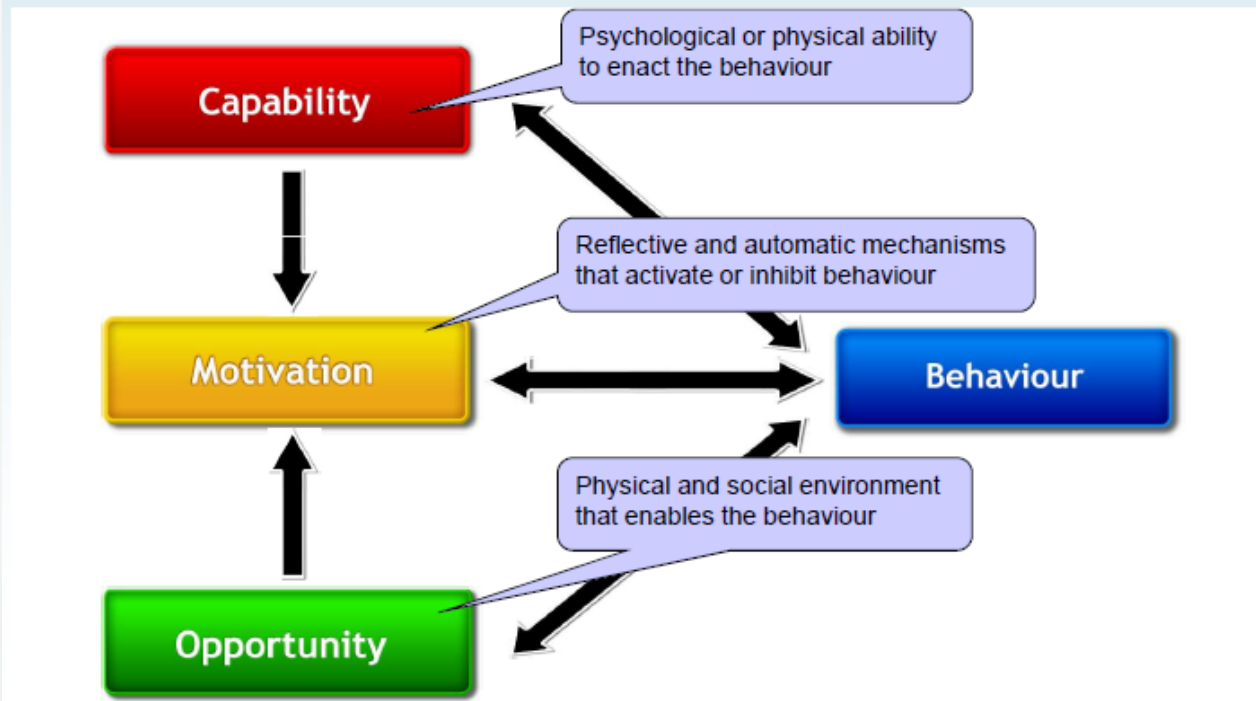 Psychological or physical ability
to enact the behaviour
Capability
Reflective and automatic mechanisms
that activate or inhibit behaviour
Motivation
Behaviour
Physical and social environment
that enables the behaviour
Opportunity